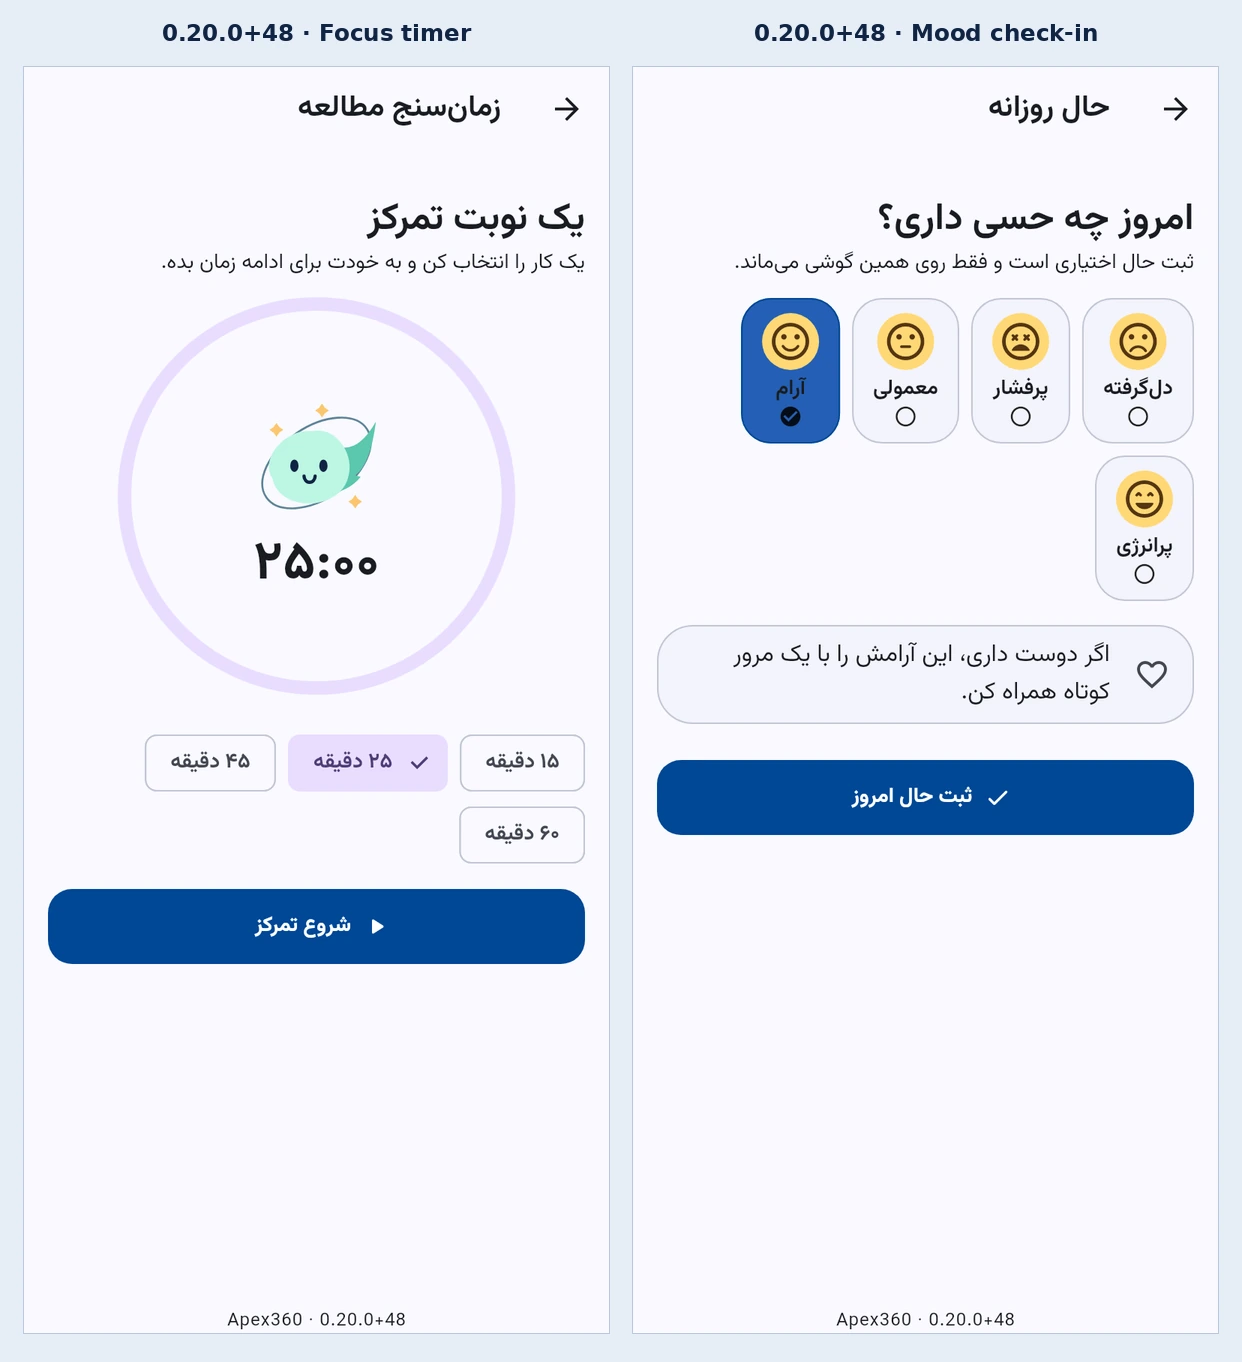 0.20.0+48 · Focus timer
زمان‌سنج مطالعه
یک نوبت تمرکز
یک کار را انتخاب کن و به خودت برای ادامه زمان بده.
۲۵:۰۰
۱۵ دقیقه
۲۵ دقیقه
۴۵ دقیقه
۶۰ دقیقه
شروع تمرکز
Apex360 · 0.20.0+48
0.20.0+48 · Mood check-in
حال روزانه
امروز چه حسی داری؟
ثبت حال اختیاری است و فقط روی همین گوشی می‌ماند.
دل‌گرفته
پرفشار
معمولی
آرام
پرانرژی
اگر دوست داری، این آرامش را با یک مرور
کوتاه همراه کن.
ثبت حال امروز
Apex360 · 0.20.0+48